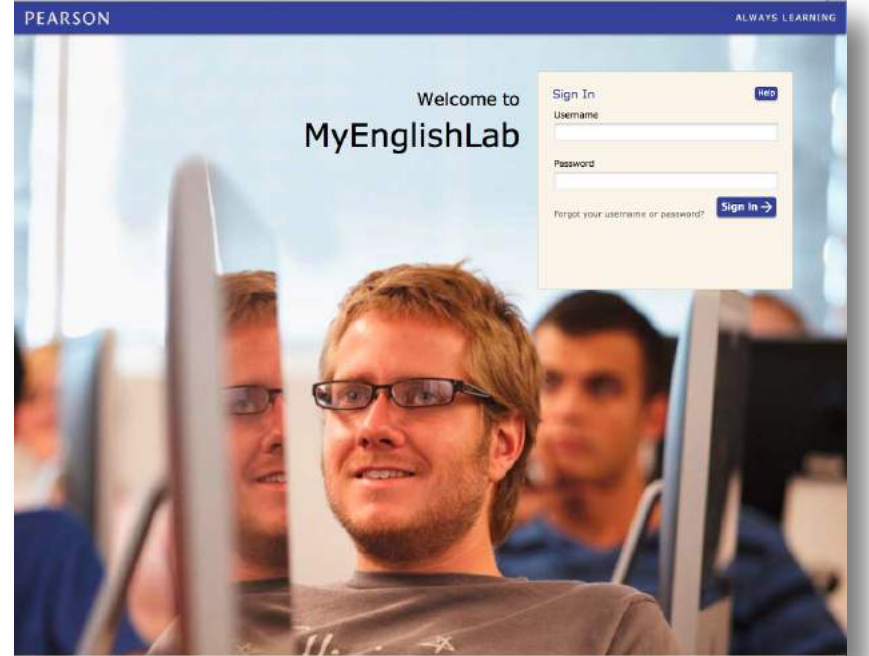 PEARSON
ALWAYS LEARNING
Welcome to
MyEnglishLab
Sign In
Help
Username
Password
Forgot your username or password?
Sign In →